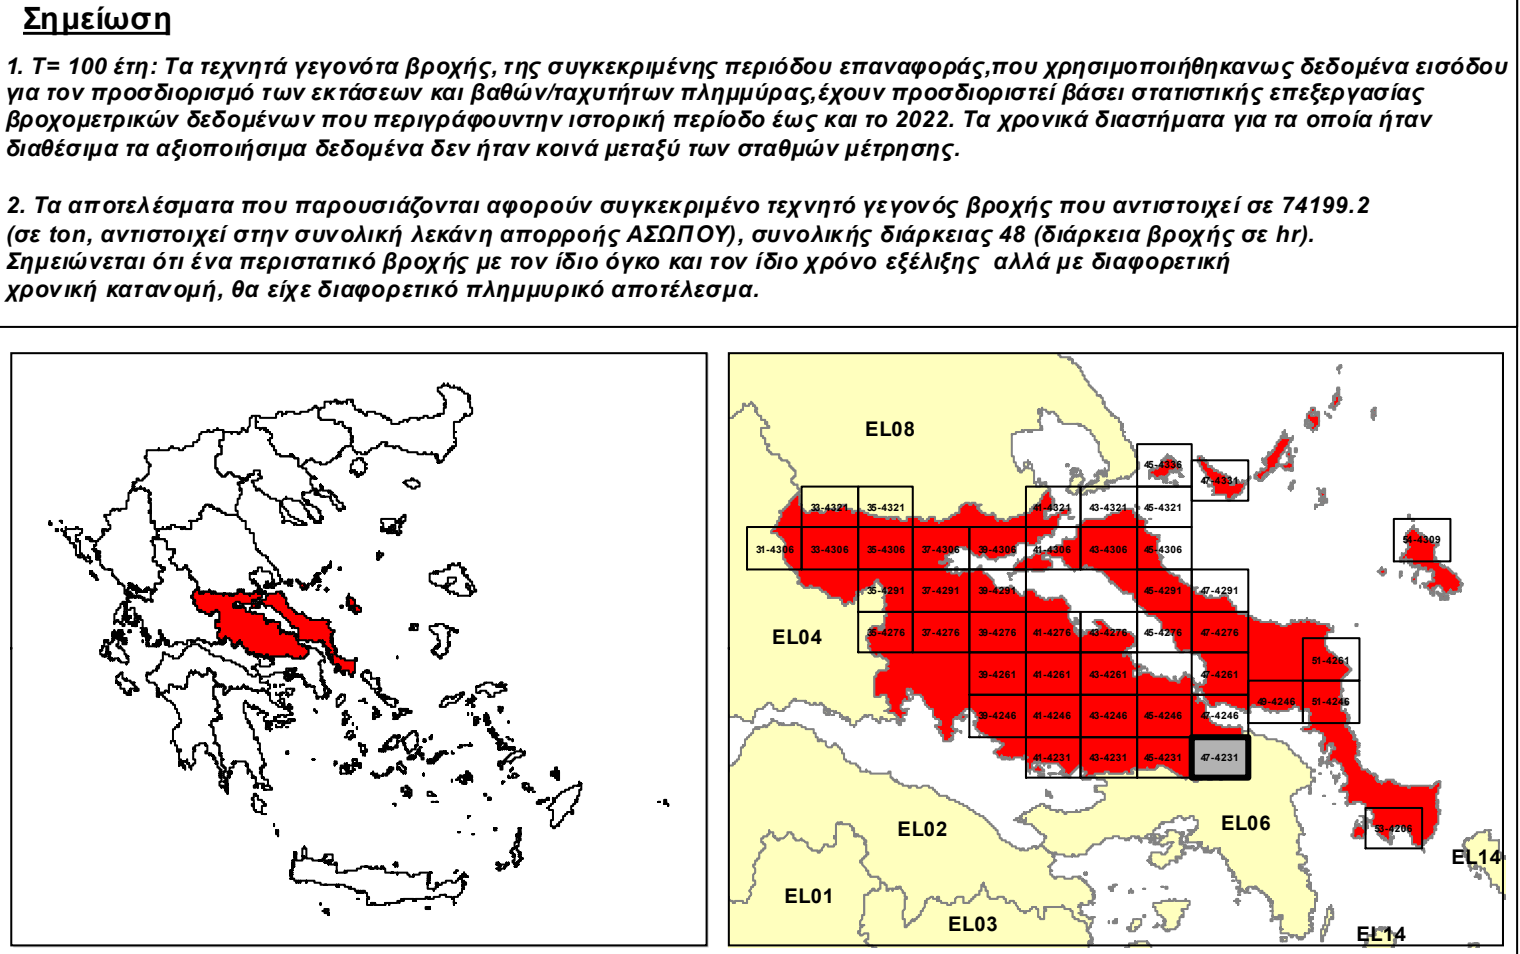 Σημείωση
1. Τ= 100 έτη: Τα τεχνητά γεγονότα βροχής, της συγκεκριμένης περιόδου επαναφοράς,που χρησιμοποιήθηκανως δεδομένα εισόδου
για τον προσδιορισμό των εκτάσεων και βαθών/ταχυτήτων πλημμύρας,έχουν προσδιοριστεί βάσει στατιστικής επεξεργασίας
βροχομετρικών δεδομένων που περιγράφουντην ιστορική περίοδο έως και το 2022. Τα χρονικά διαστήματα για τα οποία ήταν
διαθέσιμα τα αξιοποιήσιμα δεδομένα δεν ήταν κοινά μεταξύ των σταθμών μέτρησης.
2. Τα αποτελέσματα που παρουσιάζονται αφορούν συγκεκριμένο τεχνητό γεγονός βροχής που αντιστοιχεί σε 74199.2
(σε ton, αντιστοιχεί στην συνολική λεκάνη απορροής ΑΣΩΠΟΥ), συνολικής διάρκειας 48 (διάρκεια βροχής σε hr).
Σημειώνεται ότι ένα περιστατικό βροχής με τον ίδιο όγκο και τον ίδιο χρόνο εξέλιξης αλλά με διαφορετική
χρονική κατανομή, θα είχε διαφορετικό πλημμυρικό αποτέλεσμα.
EL08
45-4336
47-4331
33-4321 35-4321 41-4321 43-4321 45-4321
54-4309
31-4306 33-4306 35-4306 37-4306 39-4306 41-4306 43-4306 45-4306
35-4291 37-4291 39-4291 45-4291 47-4291
EL04
35-4276 37-4276 39-4276 41-4276 43-4276 45-4276 47-4276
39-4261 41-4261 43-4261 47-4261 51-4261
39-4246 41-4246 43-4246 45-4246 47-4246 49-4246 51-4246
41-4231 43-4231 45-4231 47-4231
EL02
EL06
53-4206
EL14
EL01
EL03
EL14